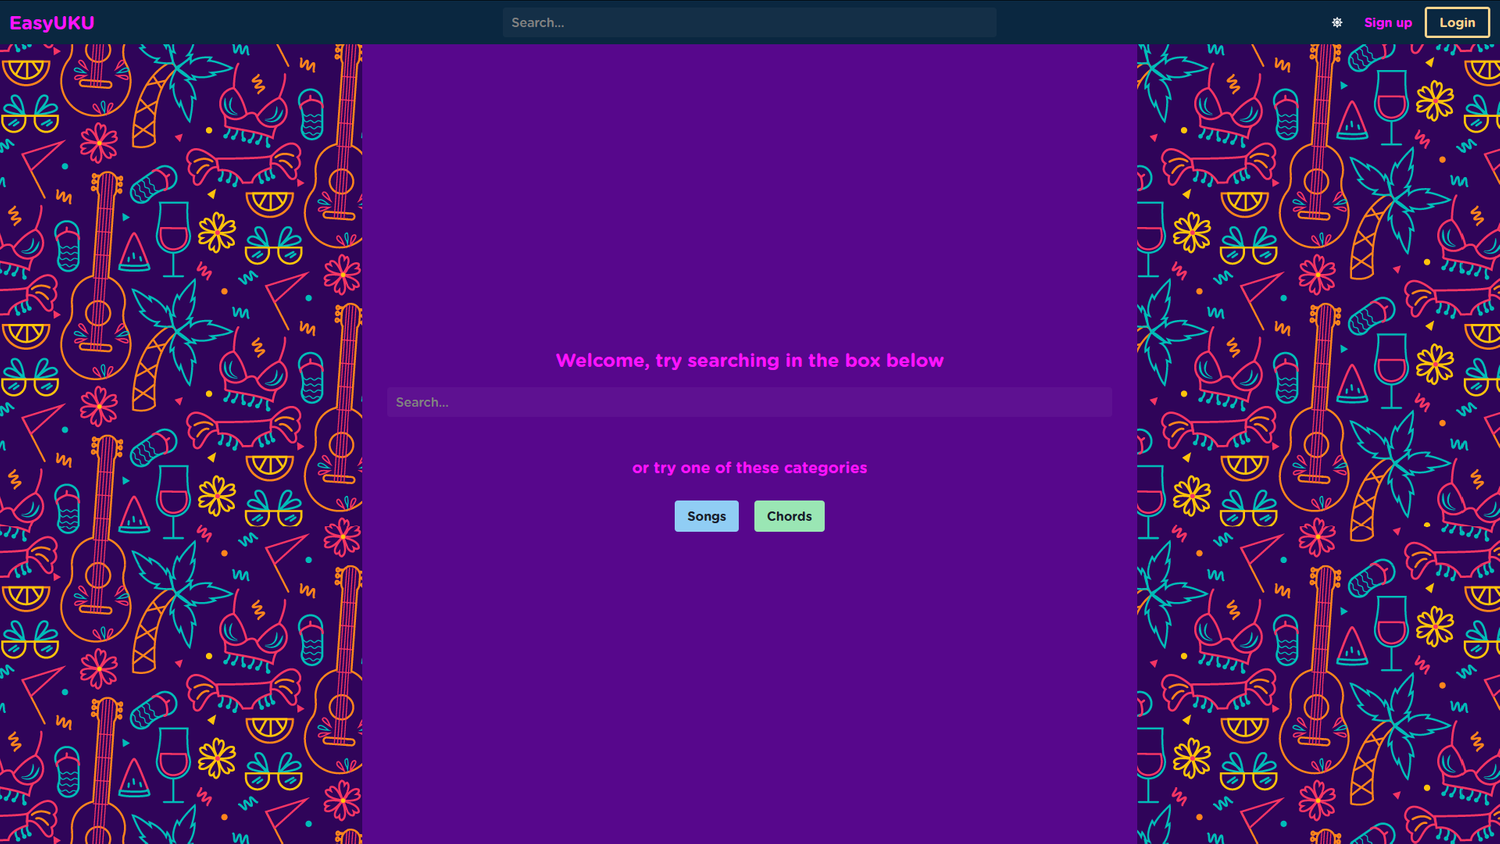 EasyUKU
Search...
Sign up
Login
Welcome, try searching in the box below
Search...
or try one of these categories
Songs
Chords